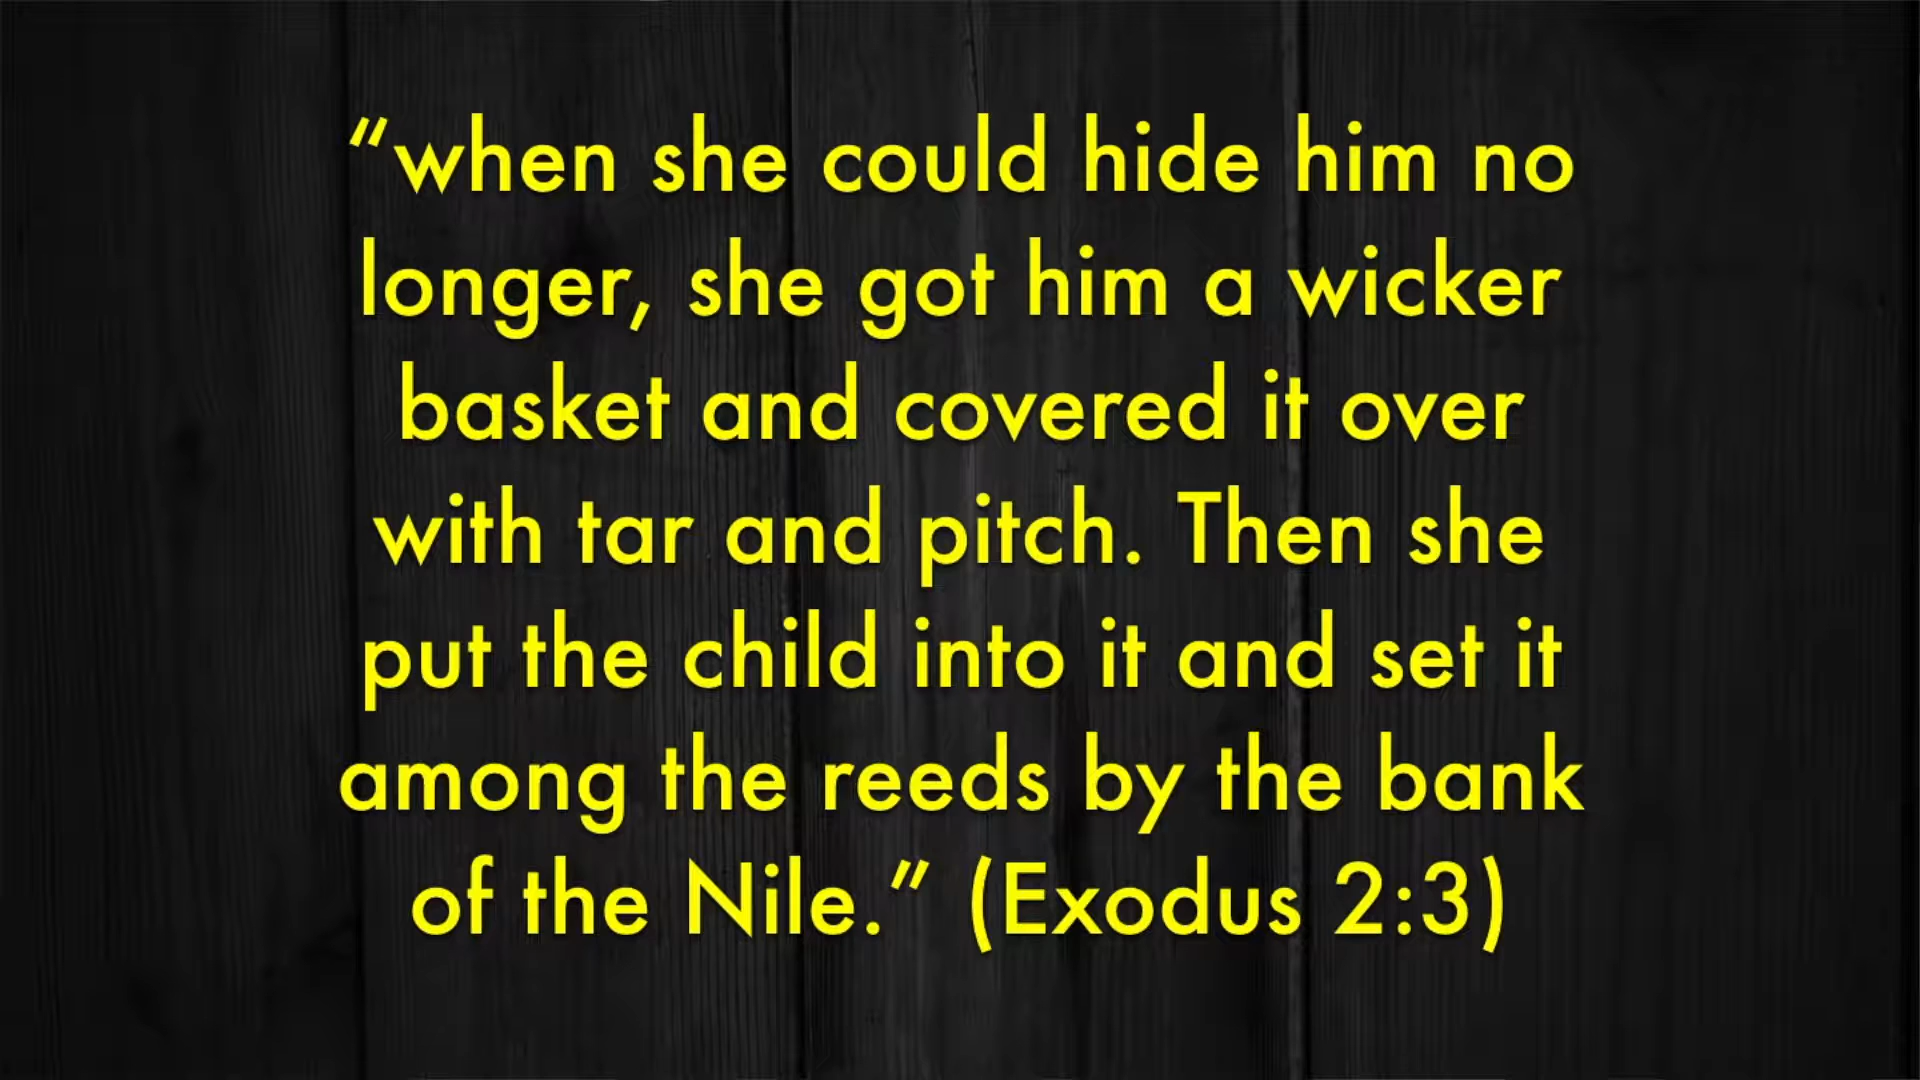 “when she could hide him no
longer, she got him a wicker
basket and covered it over
with tar and pitch. Then she
put the child into it and set it
among the reeds by the bank
of the Nile.” (Exodus 2:3)